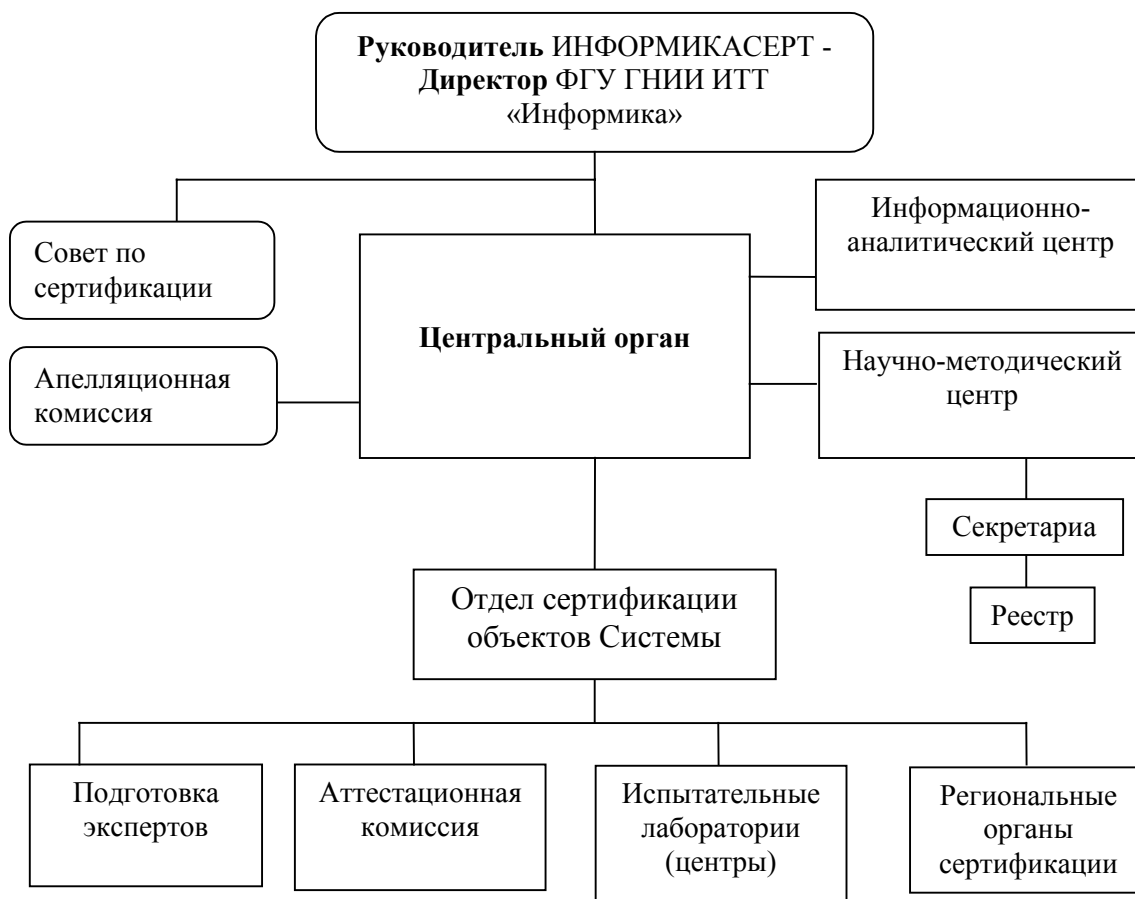 Руководитель ИНФОРМИКАСЕРТ -
Директор ФГУ ГНИИ ИТТ
«Информика»
Совет по
сертификации
Информационно-
аналитический центр
Центральный орган
Апелляционная
комиссия
Научно-методический
центр
Секретариа
Реестр
Отдел сертификации
объектов Системы
Подготовка
экспертов
Аттестационная
комиссия
Испытательные
лаборатории
(центры)
Региональные
органы
сертификации